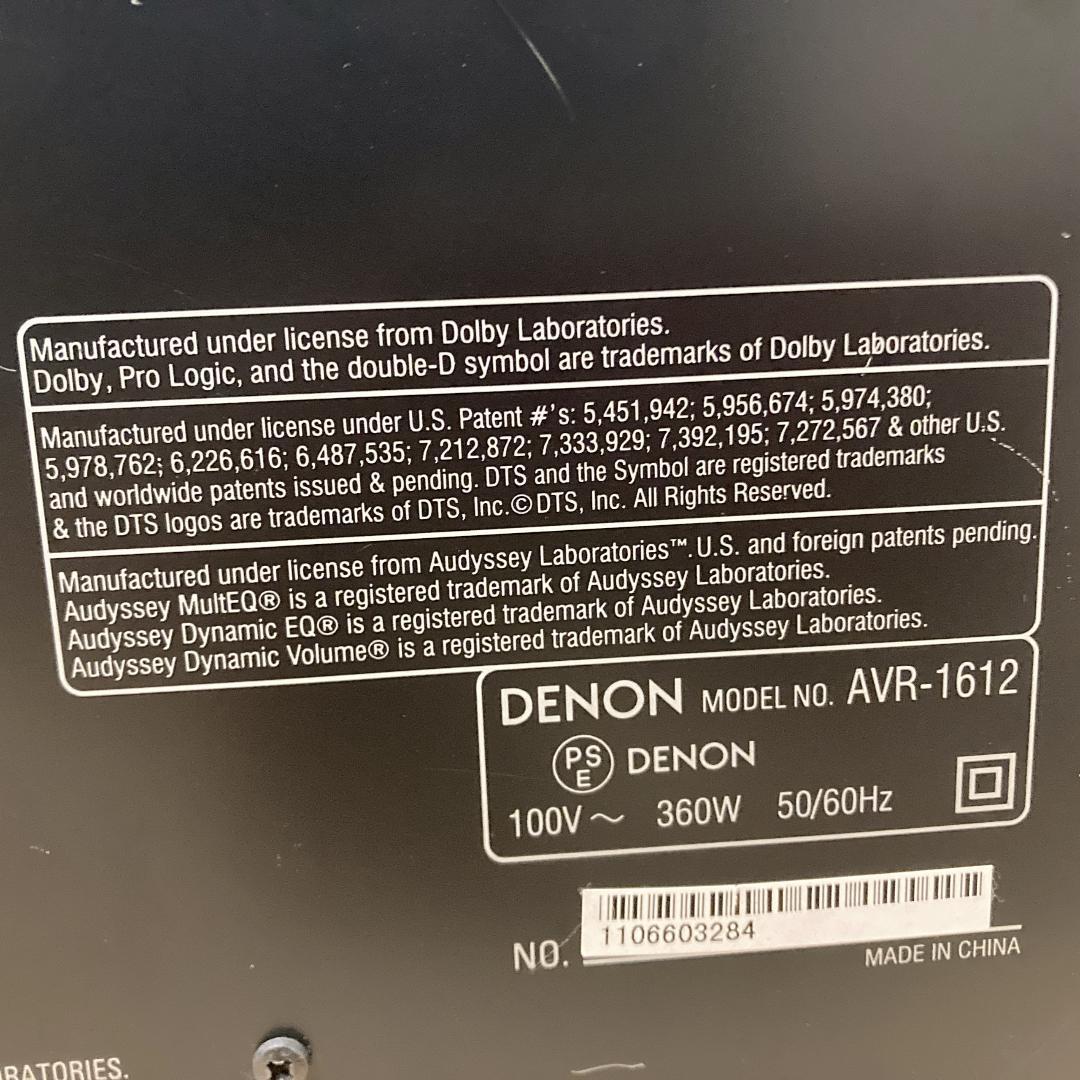 Manufactured under license from Dolby Laboratories.
Dolby, Pro Logic, and the double-D symbol are trademarks of Dolby Laboratories.
Manufactured under license under U.S. Patent #'s: 5,451,942; 5,956,674; 5,974,380;
5,978,762; 6,226,616; 6,487,535; 7,212,872; 7,333,929; 7,392,195; 7,272,567 & other U.S.
and worldwide patents issued & pending. DTS and the Symbol are registered trademarks
& the DTS logos are trademarks of DTS, Inc.© DTS, Inc. All Rights Reserved.
Manufactured under license from Audyssey Laboratories™. U.S. and foreign patents pending.
Audyssey MultEQ® is a registered trademark of Audyssey Laboratories.
Audyssey Dynamic EQ® is a registered trademark of Audyssey Laboratories.
Audyssey Dynamic Volume® is a registered trademark of Audyssey Laboratories.
DENON MODEL NO. AVR-1612
PS E DENON
100V～ 360W 50/60Hz
NO. 1106603284
MADE IN CHINA
RATORIES.